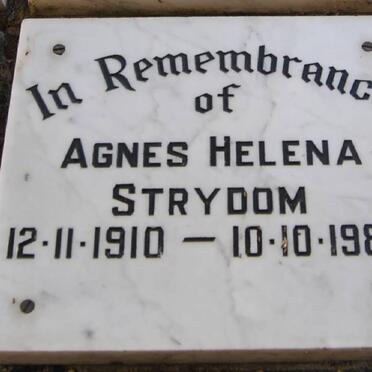 In Remembranc
of
AGNES HELENA
STRYDOM
12·11·1910 — 10·10·198